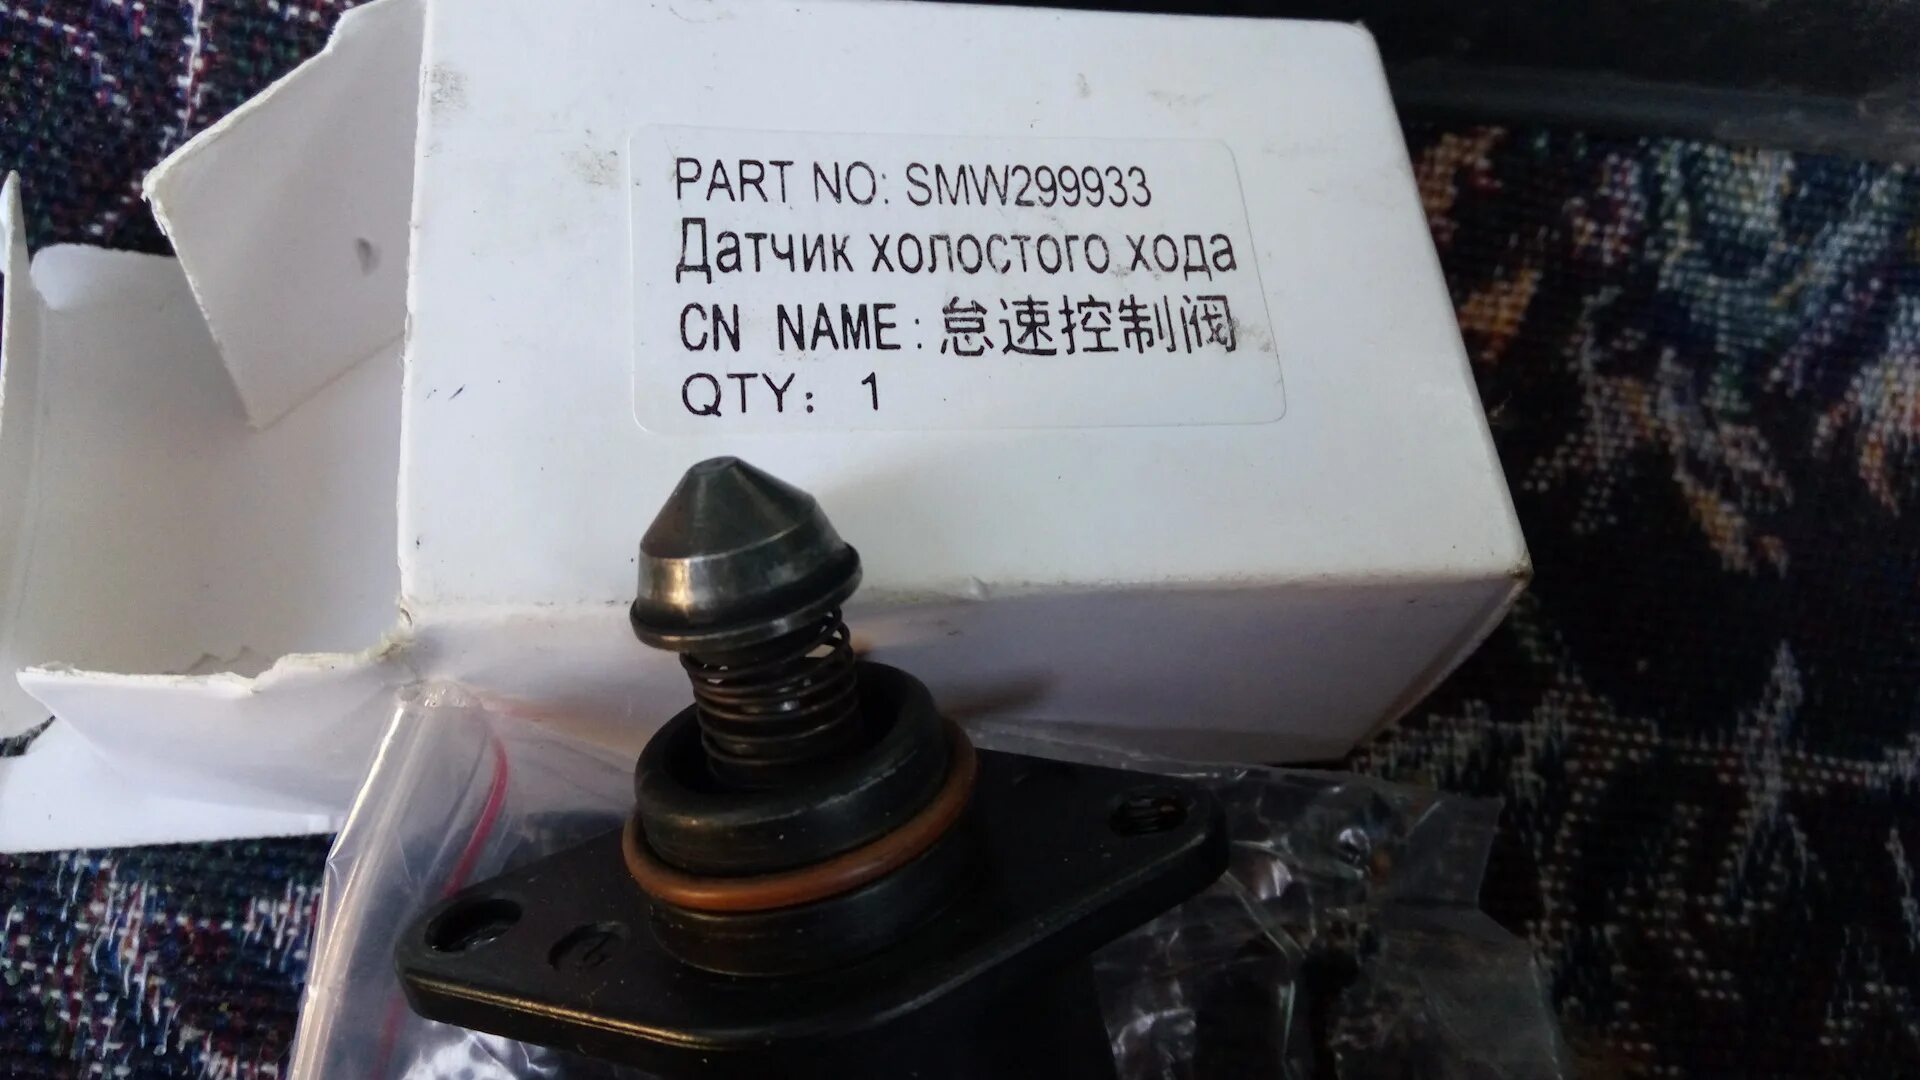 PART NO: SMW299933
Датчик холостого хода
CN NAME: 怠速控制阀
QTY: 1